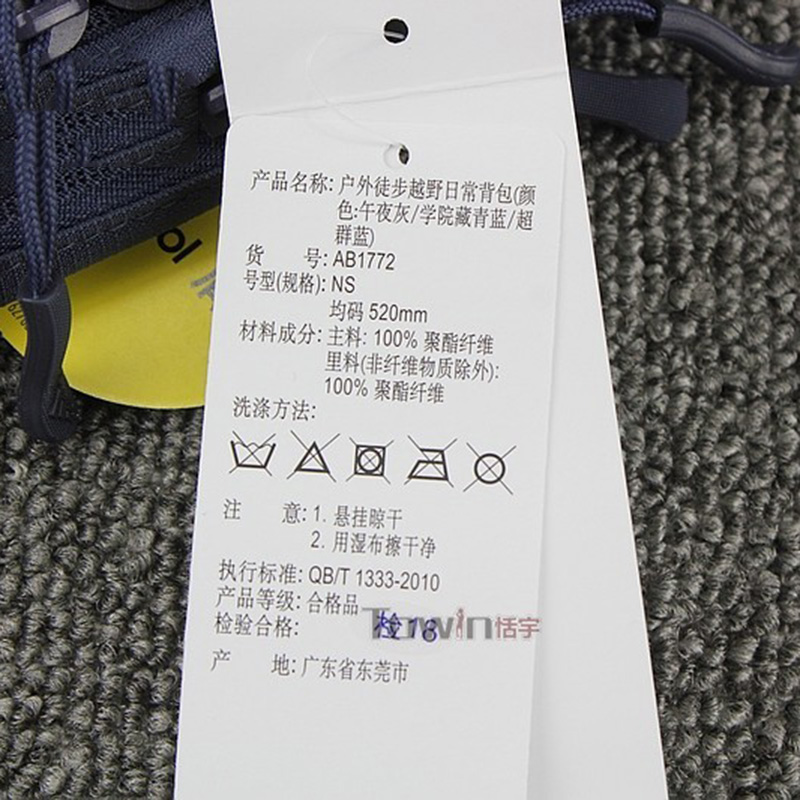 产品名称: 户外徒步越野日常背包(颜
色:午夜灰/学院藏青蓝/超
群蓝)
货 号: AB1772
号型(规格): NS
均码 520mm
材料成分: 主料: 100% 聚酯纤维
里料(非纤维物质除外):
100% 聚酯纤维
洗涤方法:
注 意: 1. 悬挂晾干
2. 用湿布擦干净
执行标准: QB/T 1333-2010
产品等级: 合格品
检验合格: 检18
Towin恬宇
产 地: 广东省东莞市